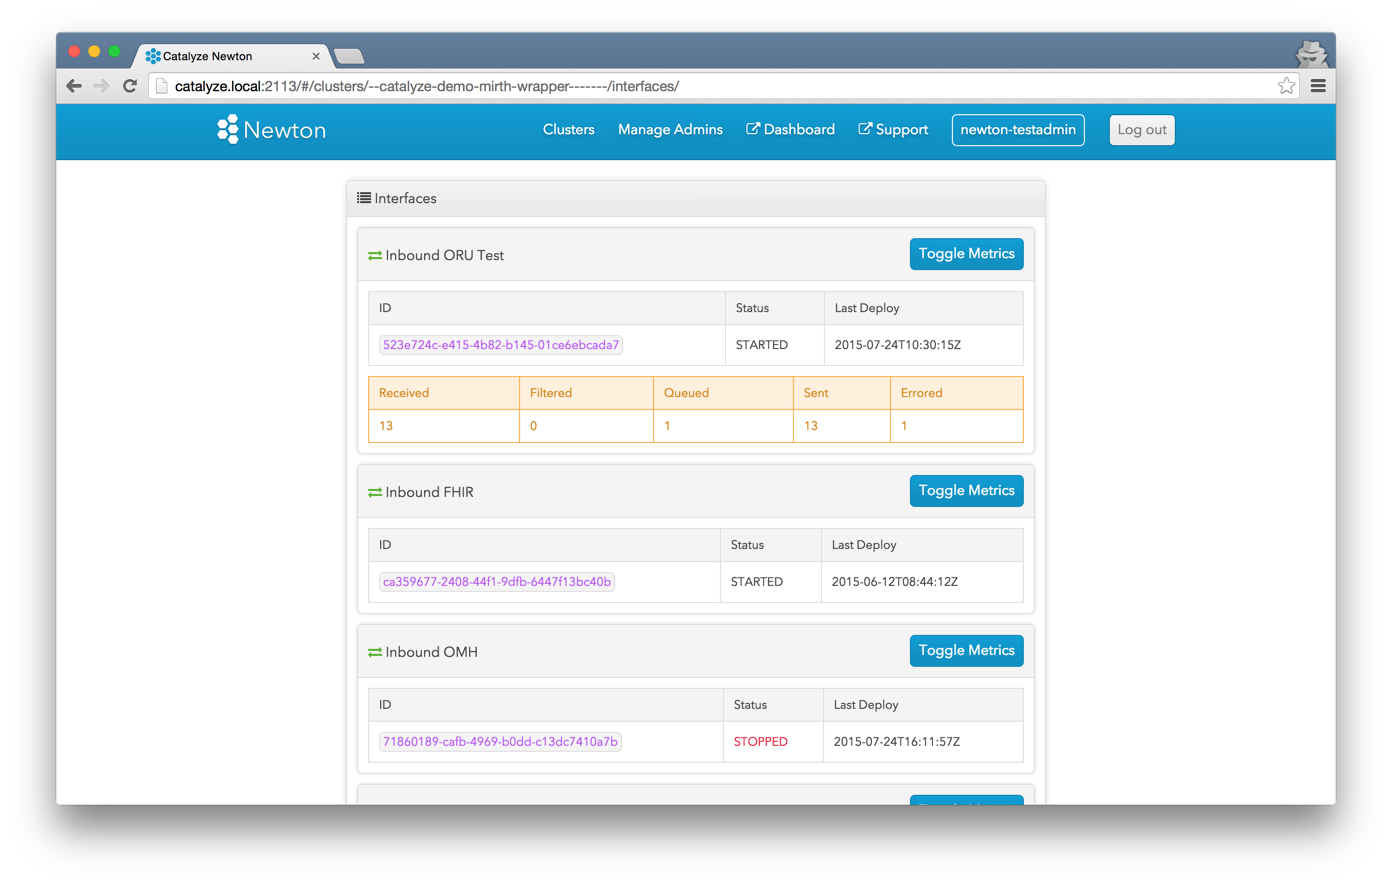 Catalyze Newton
catalyze.local:2113/#/clusters/--catalyze-demo-mirth-wrapper-------/interfaces/
Newton Clusters Manage Admins Dashboard Support newton-testadmin Log out
Interfaces
Inbound ORU Test Toggle Metrics
ID Status Last Deploy
523e724c-e415-4b82-b145-01ce6ebcada7 STARTED 2015-07-24T10:30:15Z
Received Filtered Queued Sent Errored
13 0 1 13 1
Inbound FHIR Toggle Metrics
ID Status Last Deploy
ca359677-2408-44f1-9dfb-6447f13bc40b STARTED 2015-06-12T08:44:12Z
Inbound OMH Toggle Metrics
ID Status Last Deploy
71860189-cafb-4969-b0dd-c13dc7410a7b STOPPED 2015-07-24T16:11:57Z